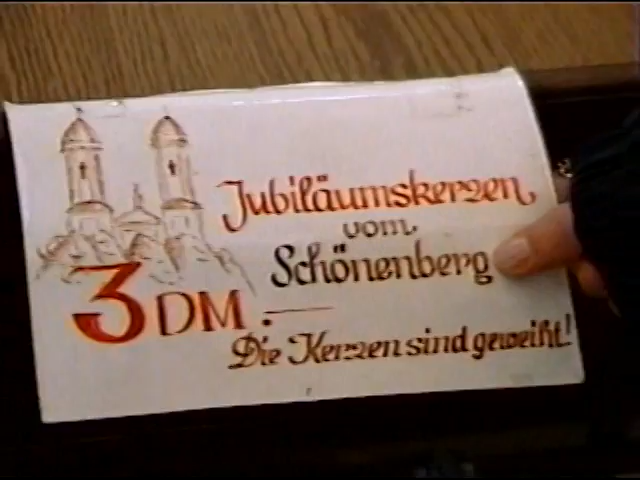 Jubiläumskerzen
vom
Schönenberg
3 DM.—
Die Kerzen sind geweiht!